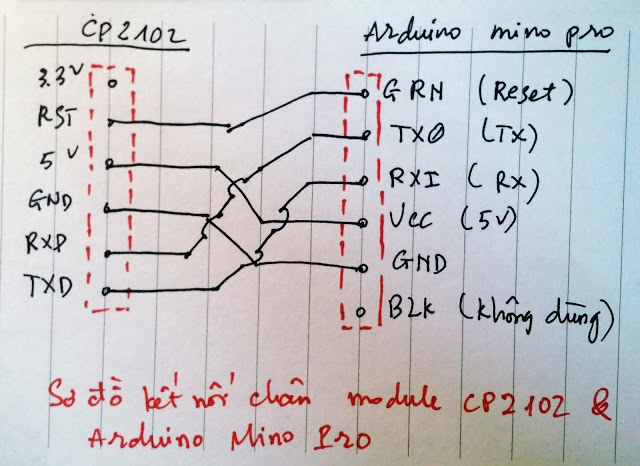 CP2102
Arduino mino pro
3.3V
RST
5V
GND
RXD
TXD
GRN (Reset)
TX0 (Tx)
RXI (Rx)
Vcc (5V)
GND
BLK (không dùng)
Sơ đồ kết nối chân module CP2102 &
Arduino Mino Pro